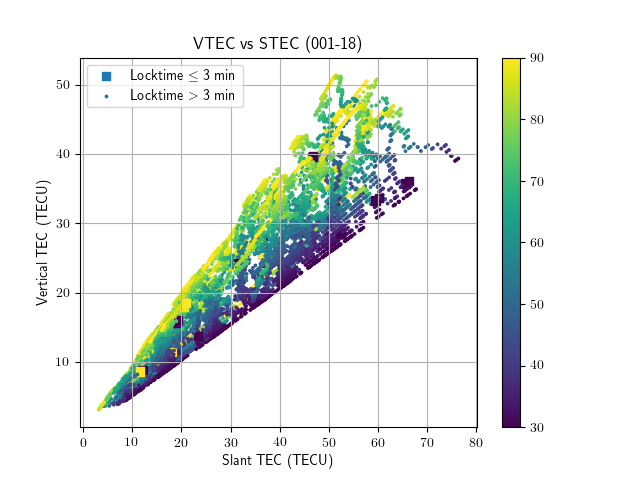 VTEC vs STEC (001-18)
Locktime ≤ 3 min
Locktime > 3 min
Vertical TEC (TECU)
50
40
30
20
10
0 10 20 30 40 50 60 70 80
Slant TEC (TECU)
90
80
70
60
50
40
30